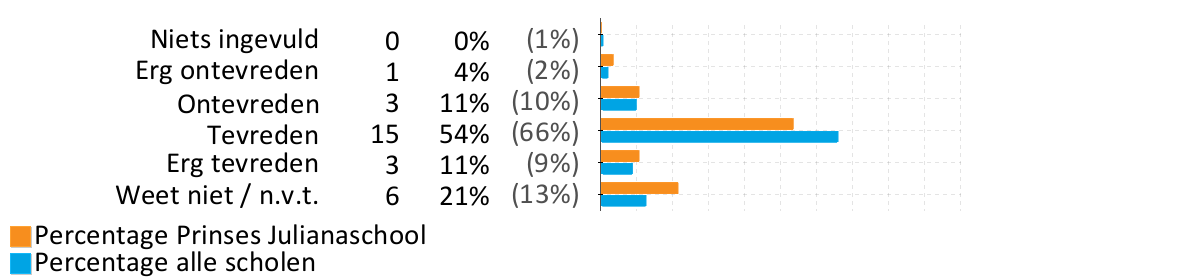 Niets ingevuld 0 0% (1%)
Erg ontevreden 1 4% (2%)
Ontevreden 3 11% (10%)
Tevreden 15 54% (66%)
Erg tevreden 3 11% (9%)
Weet niet / n.v.t. 6 21% (13%)
Percentage Prinses Julianaschool
Percentage alle scholen